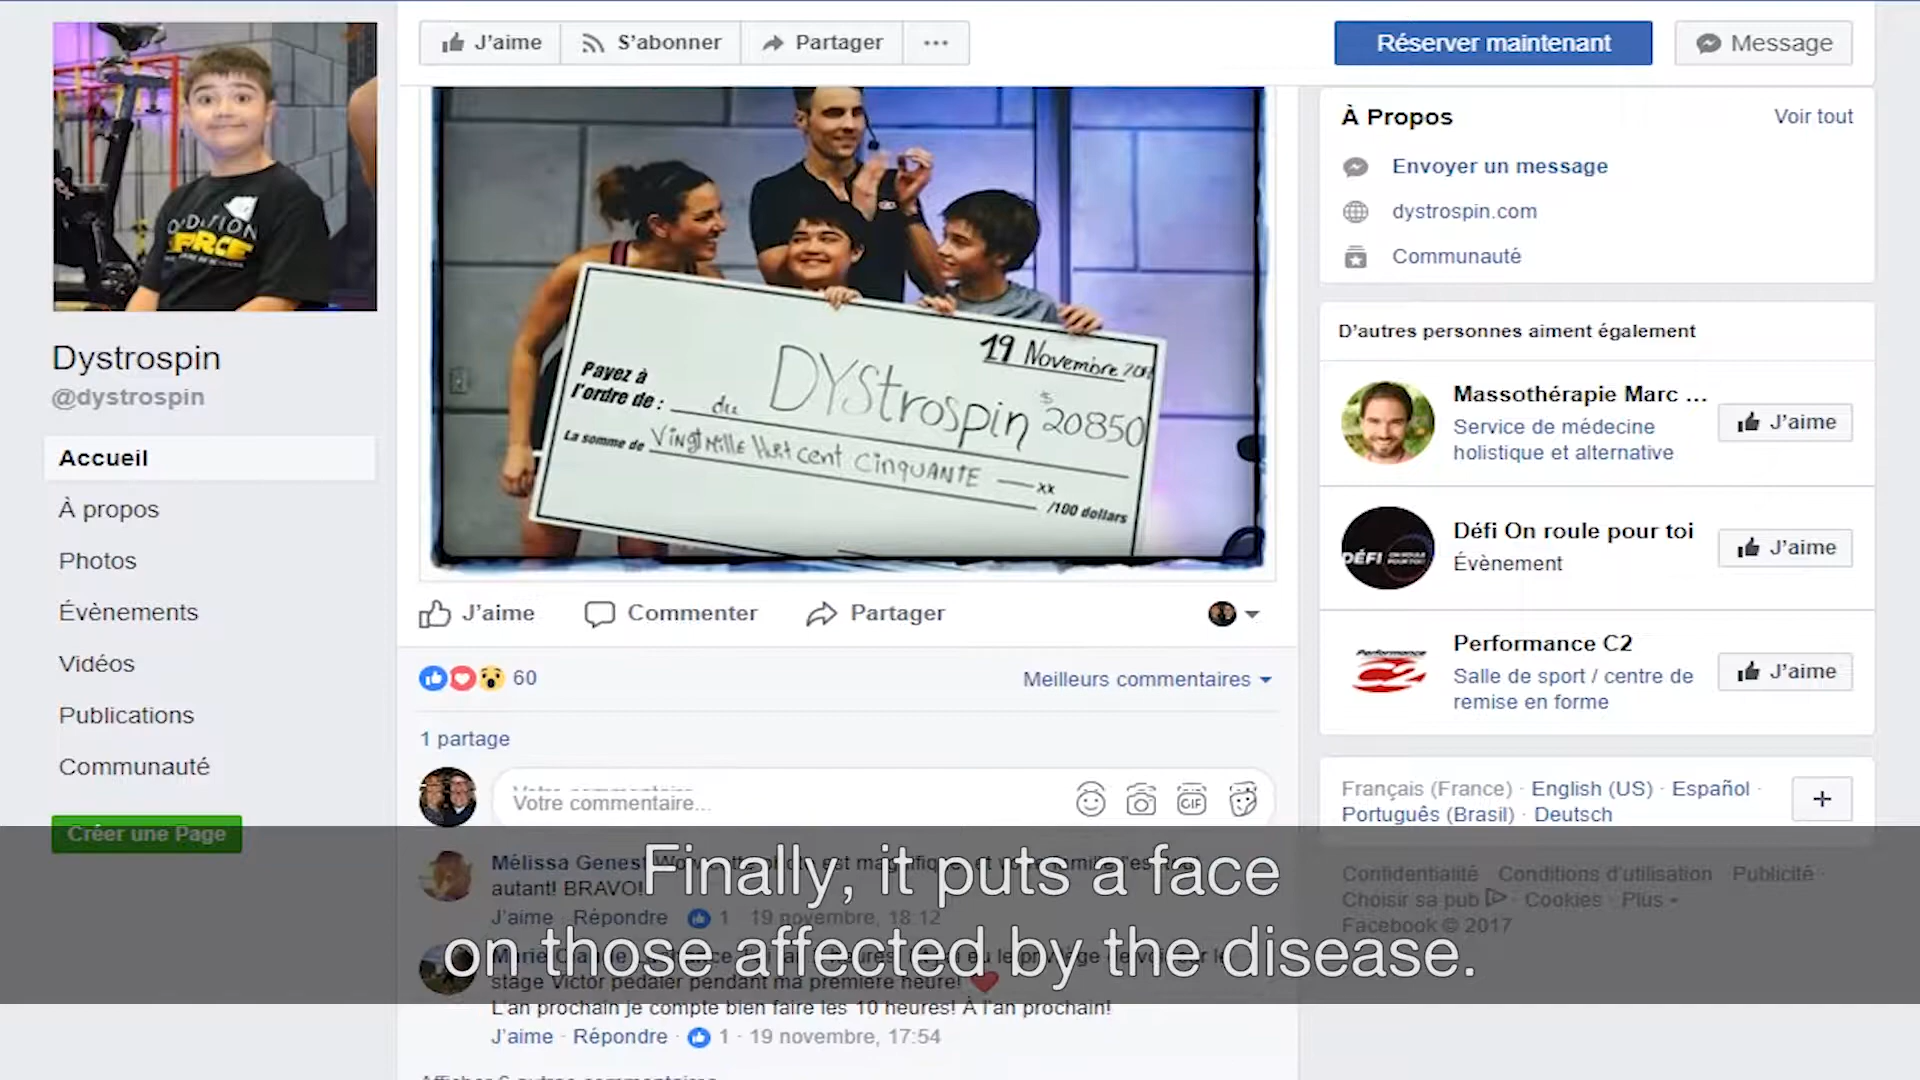 J'aime
S'abonner
Partager
Réserver maintenant
Message
FORCE
Dystrospin
@dystrospin
Accueil
À propos
Photos
Évènements
Vidéos
Publications
Communauté
Créer une Page
19 Novembre
Payez à
l'ordre de : du DYstrospin $ 20850
La somme de Vingt Mille Huit cent Cinquante xx
/100 dollars
J'aime
Commenter
Partager
60
Meilleurs commentaires
1 partage
Votre commentaire...
GIF
Mélissa Genest
autant! BRAVO!
J'aime · Répondre · 1 · 19 novembre, 18:12
stage Victor pédaler pendant ma première heure!
L'an prochain je compte bien faire les 10 heures! À l'an prochain!
J'aime · Répondre · 1 · 19 novembre, 17:54
Finally, it puts a face
on those affected by the disease.
À Propos
Voir tout
Envoyer un message
dystrospin.com
Communauté
D'autres personnes aiment également
Massothérapie Marc ...
Service de médecine
holistique et alternative
J'aime
DÉFI
Défi On roule pour toi
Évènement
J'aime
Performance
C2
Performance C2
Salle de sport / centre de
remise en forme
J'aime
Français (France) · English (US) · Español ·
Português (Brasil) · Deutsch
Confidentialité · Conditions d'utilisation · Publicité ·
Choisir sa pub · Cookies · Plus
Facebook © 2017